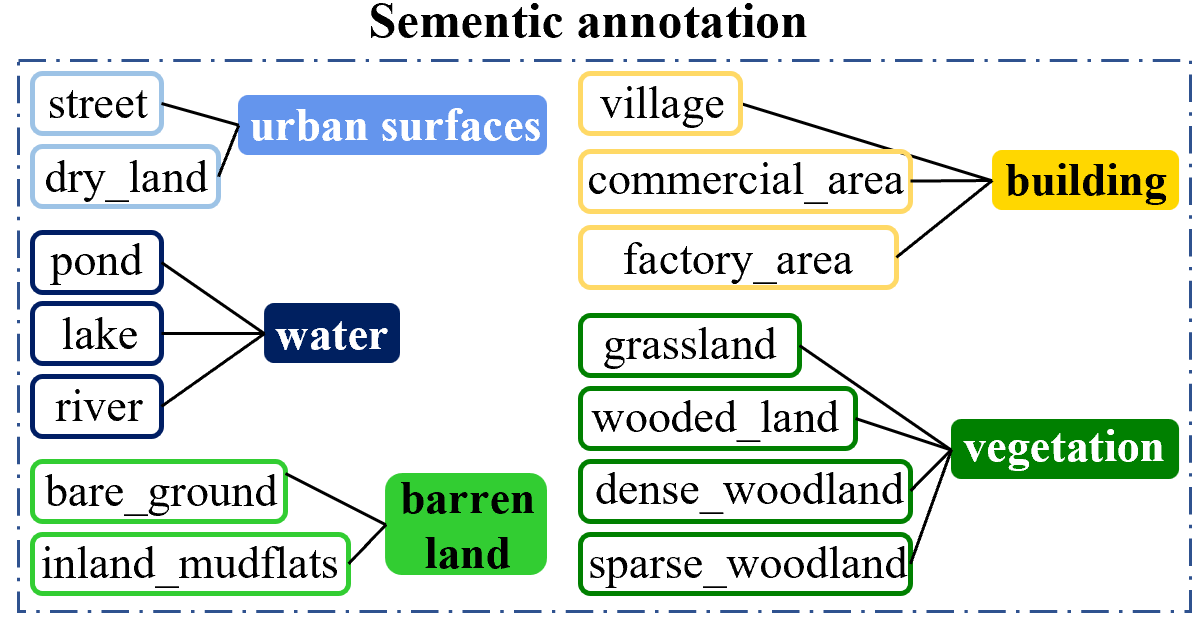 Sementic annotation
street
dry_land
urban surfaces
pond
lake
river
water
bare_ground
inland_mudflats
barren
land
village
commercial_area
factory_area
building
grassland
wooded_land
dense_woodland
sparse_woodland
vegetation